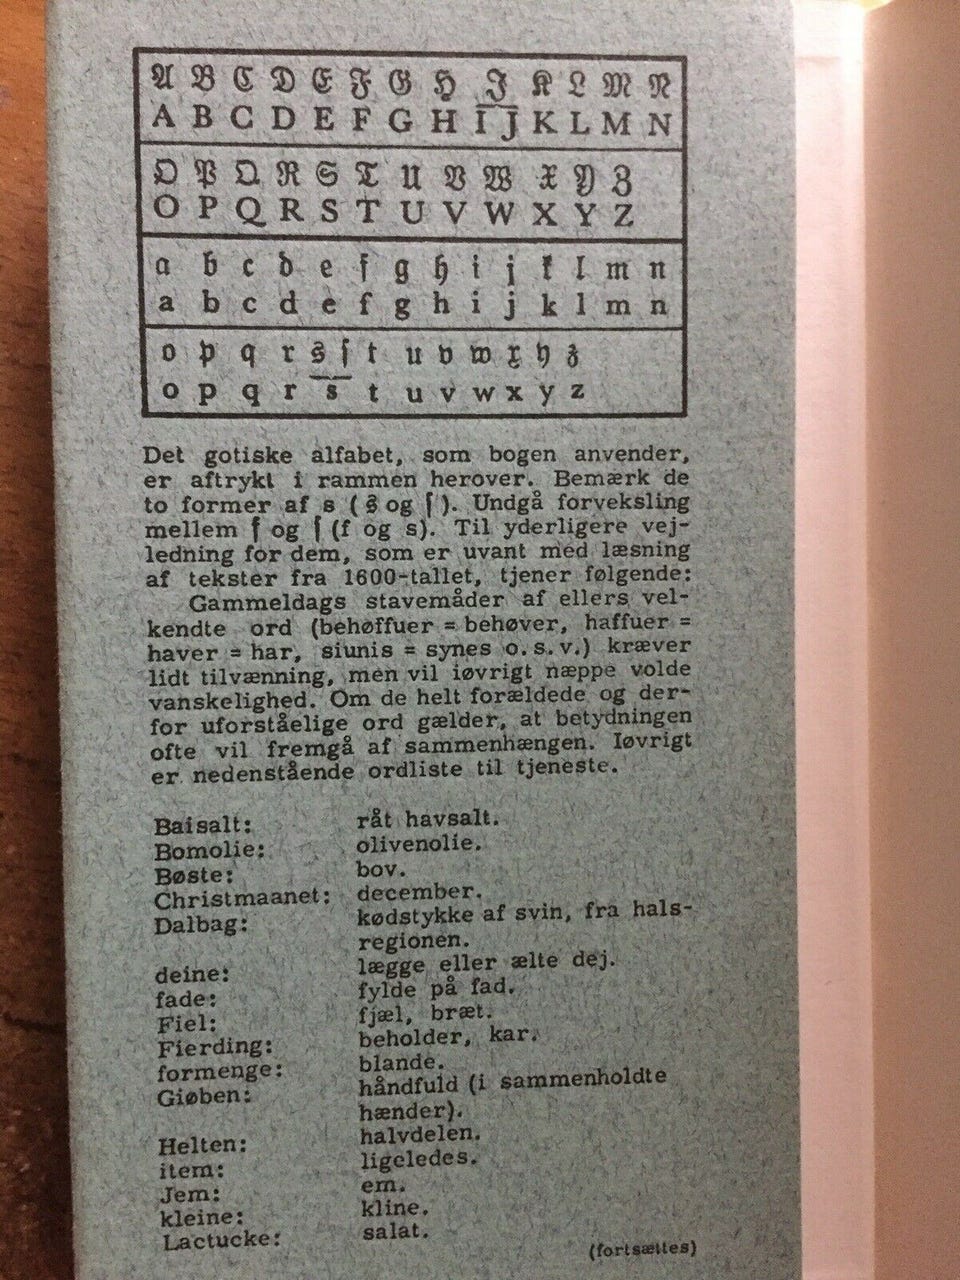 𝔄 𝔅 ℭ 𝔇 𝔈 𝔉 𝔊 ℌ 𝔍 𝔎 𝔏 𝔐 𝔑
A B C D E F G H I J K L M N
𝔒 𝔓 𝔔 ℜ 𝔖 𝔗 𝔘 𝔙 𝔚 𝔛 𝔜 ℨ
O P Q R S T U V W X Y Z
𝔞 𝔟 𝔠 𝔡 𝔢 𝔣 𝔤 𝔥 𝔦 𝔧 𝔨 𝔩 𝔪 𝔫
a b c d e f g h i j k l m n
𝔬 𝔭 𝔮 𝔯 𝔰 ſ 𝔱 𝔲 𝔳 𝔴 𝔵 𝔶 𝔷
o p q r s t u v w x y z
Det gotiske alfabet, som bogen anvender,
er aftrykt i rammen herover. Bemærk de
to former af s (𝔰 og ſ). Undgå forveksling
mellem 𝔣 og ſ (f og s). Til yderligere vej-
ledning for dem, som er uvant med læsning
af tekster fra 1600-tallet, tjener følgende:
Gammeldags stavemåder af ellers vel-
kendte ord (behøffuer = behøver, haffuer =
haver = har, siunis = synes o.s.v.) kræver
lidt tilvænning, men vil iøvrigt næppe volde
vanskelighed. Om de helt forældede og der-
for uforståelige ord gælder, at betydningen
ofte vil fremgå af sammenhængen. Iøvrigt
er nedenstående ordliste til tjeneste.
Baisalt: råt havsalt.
Bomolie: olivenolie.
Bøste: bov.
Christmaanet: december.
Dalbag: kødstykke af svin, fra hals-
regionen.
deine: lægge eller ælte dej.
fade: fylde på fad.
Fiel: fjæl, bræt.
Fierding: beholder, kar.
formenge: blande.
Giøben: håndfuld (i sammenholdte
hænder).
Helten: halvdelen.
item: ligeledes.
Jem: em.
kleine: kline.
Lactucke: salat.
(fortsættes)